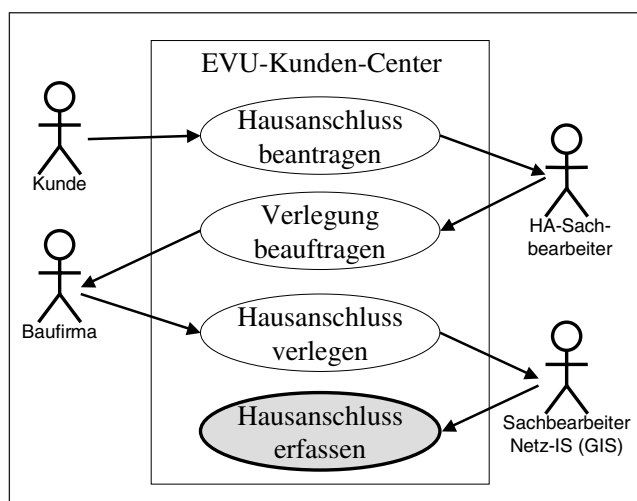 EVU-Kunden-Center
Hausanschluss
beantragen
Kunde
Verlegung
beauftragen
HA-Sach-
bearbeiter
Baufirma
Hausanschluss
verlegen
Hausanschluss
erfassen
Sachbearbeiter
Netz-IS (GIS)